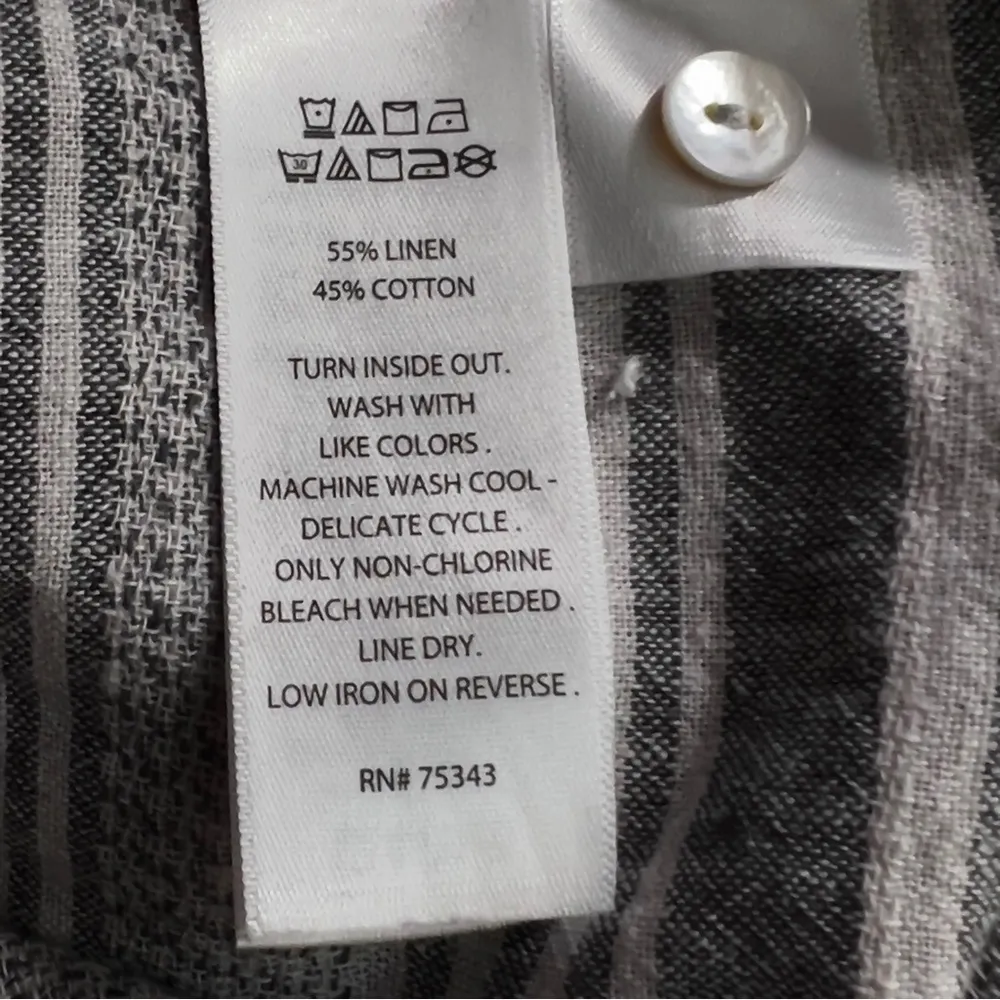 30
55% LINEN
45% COTTON
TURN INSIDE OUT.
WASH WITH
LIKE COLORS .
MACHINE WASH COOL -
DELICATE CYCLE .
ONLY NON-CHLORINE
BLEACH WHEN NEEDED .
LINE DRY.
LOW IRON ON REVERSE .
RN# 75343